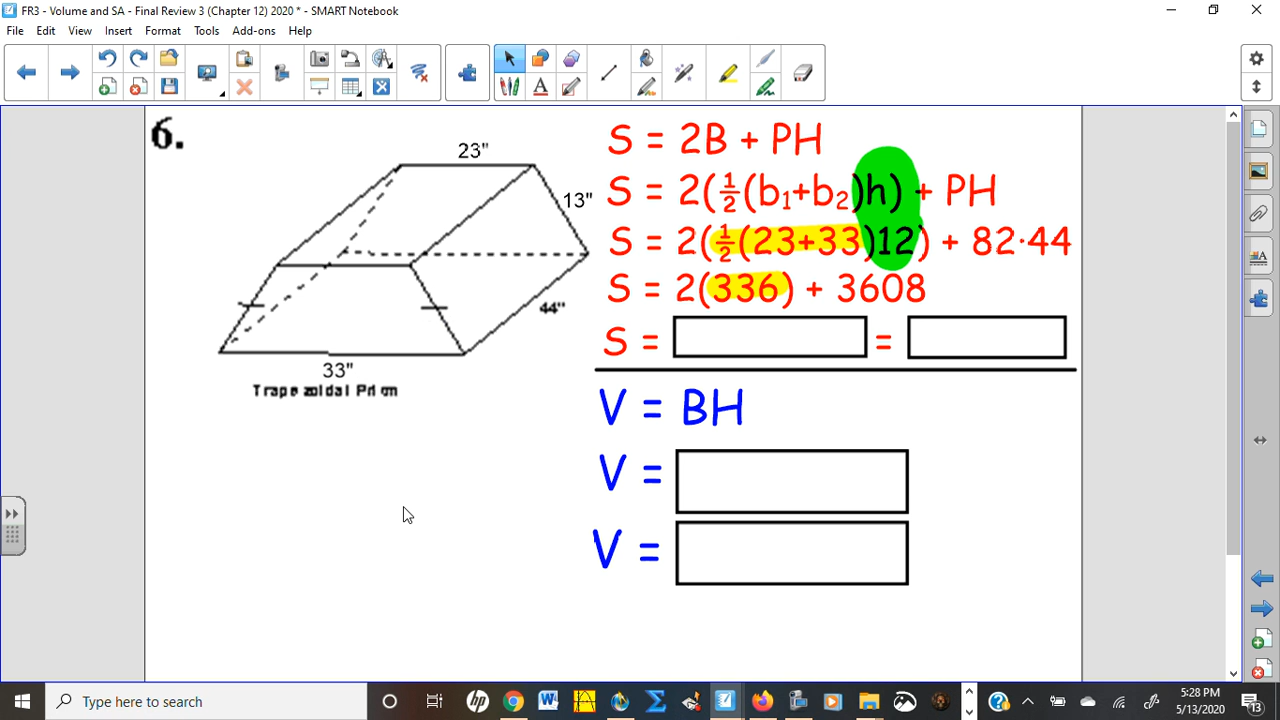 FR3 - Volume and SA - Final Review 3 (Chapter 12) 2020 * - SMART Notebook
File Edit View Insert Format Tools Add-ons Help
6.
23"
13"
44"
33"
Trapezoidal Prism
S = 2B + PH
S = 2(½(b₁+b₂)h) + PH
S = 2(½(23+33)12) + 82·44
S = 2(336) + 3608
S = =
V = BH
V =
V =
Type here to search
5:28 PM
5/13/2020
13